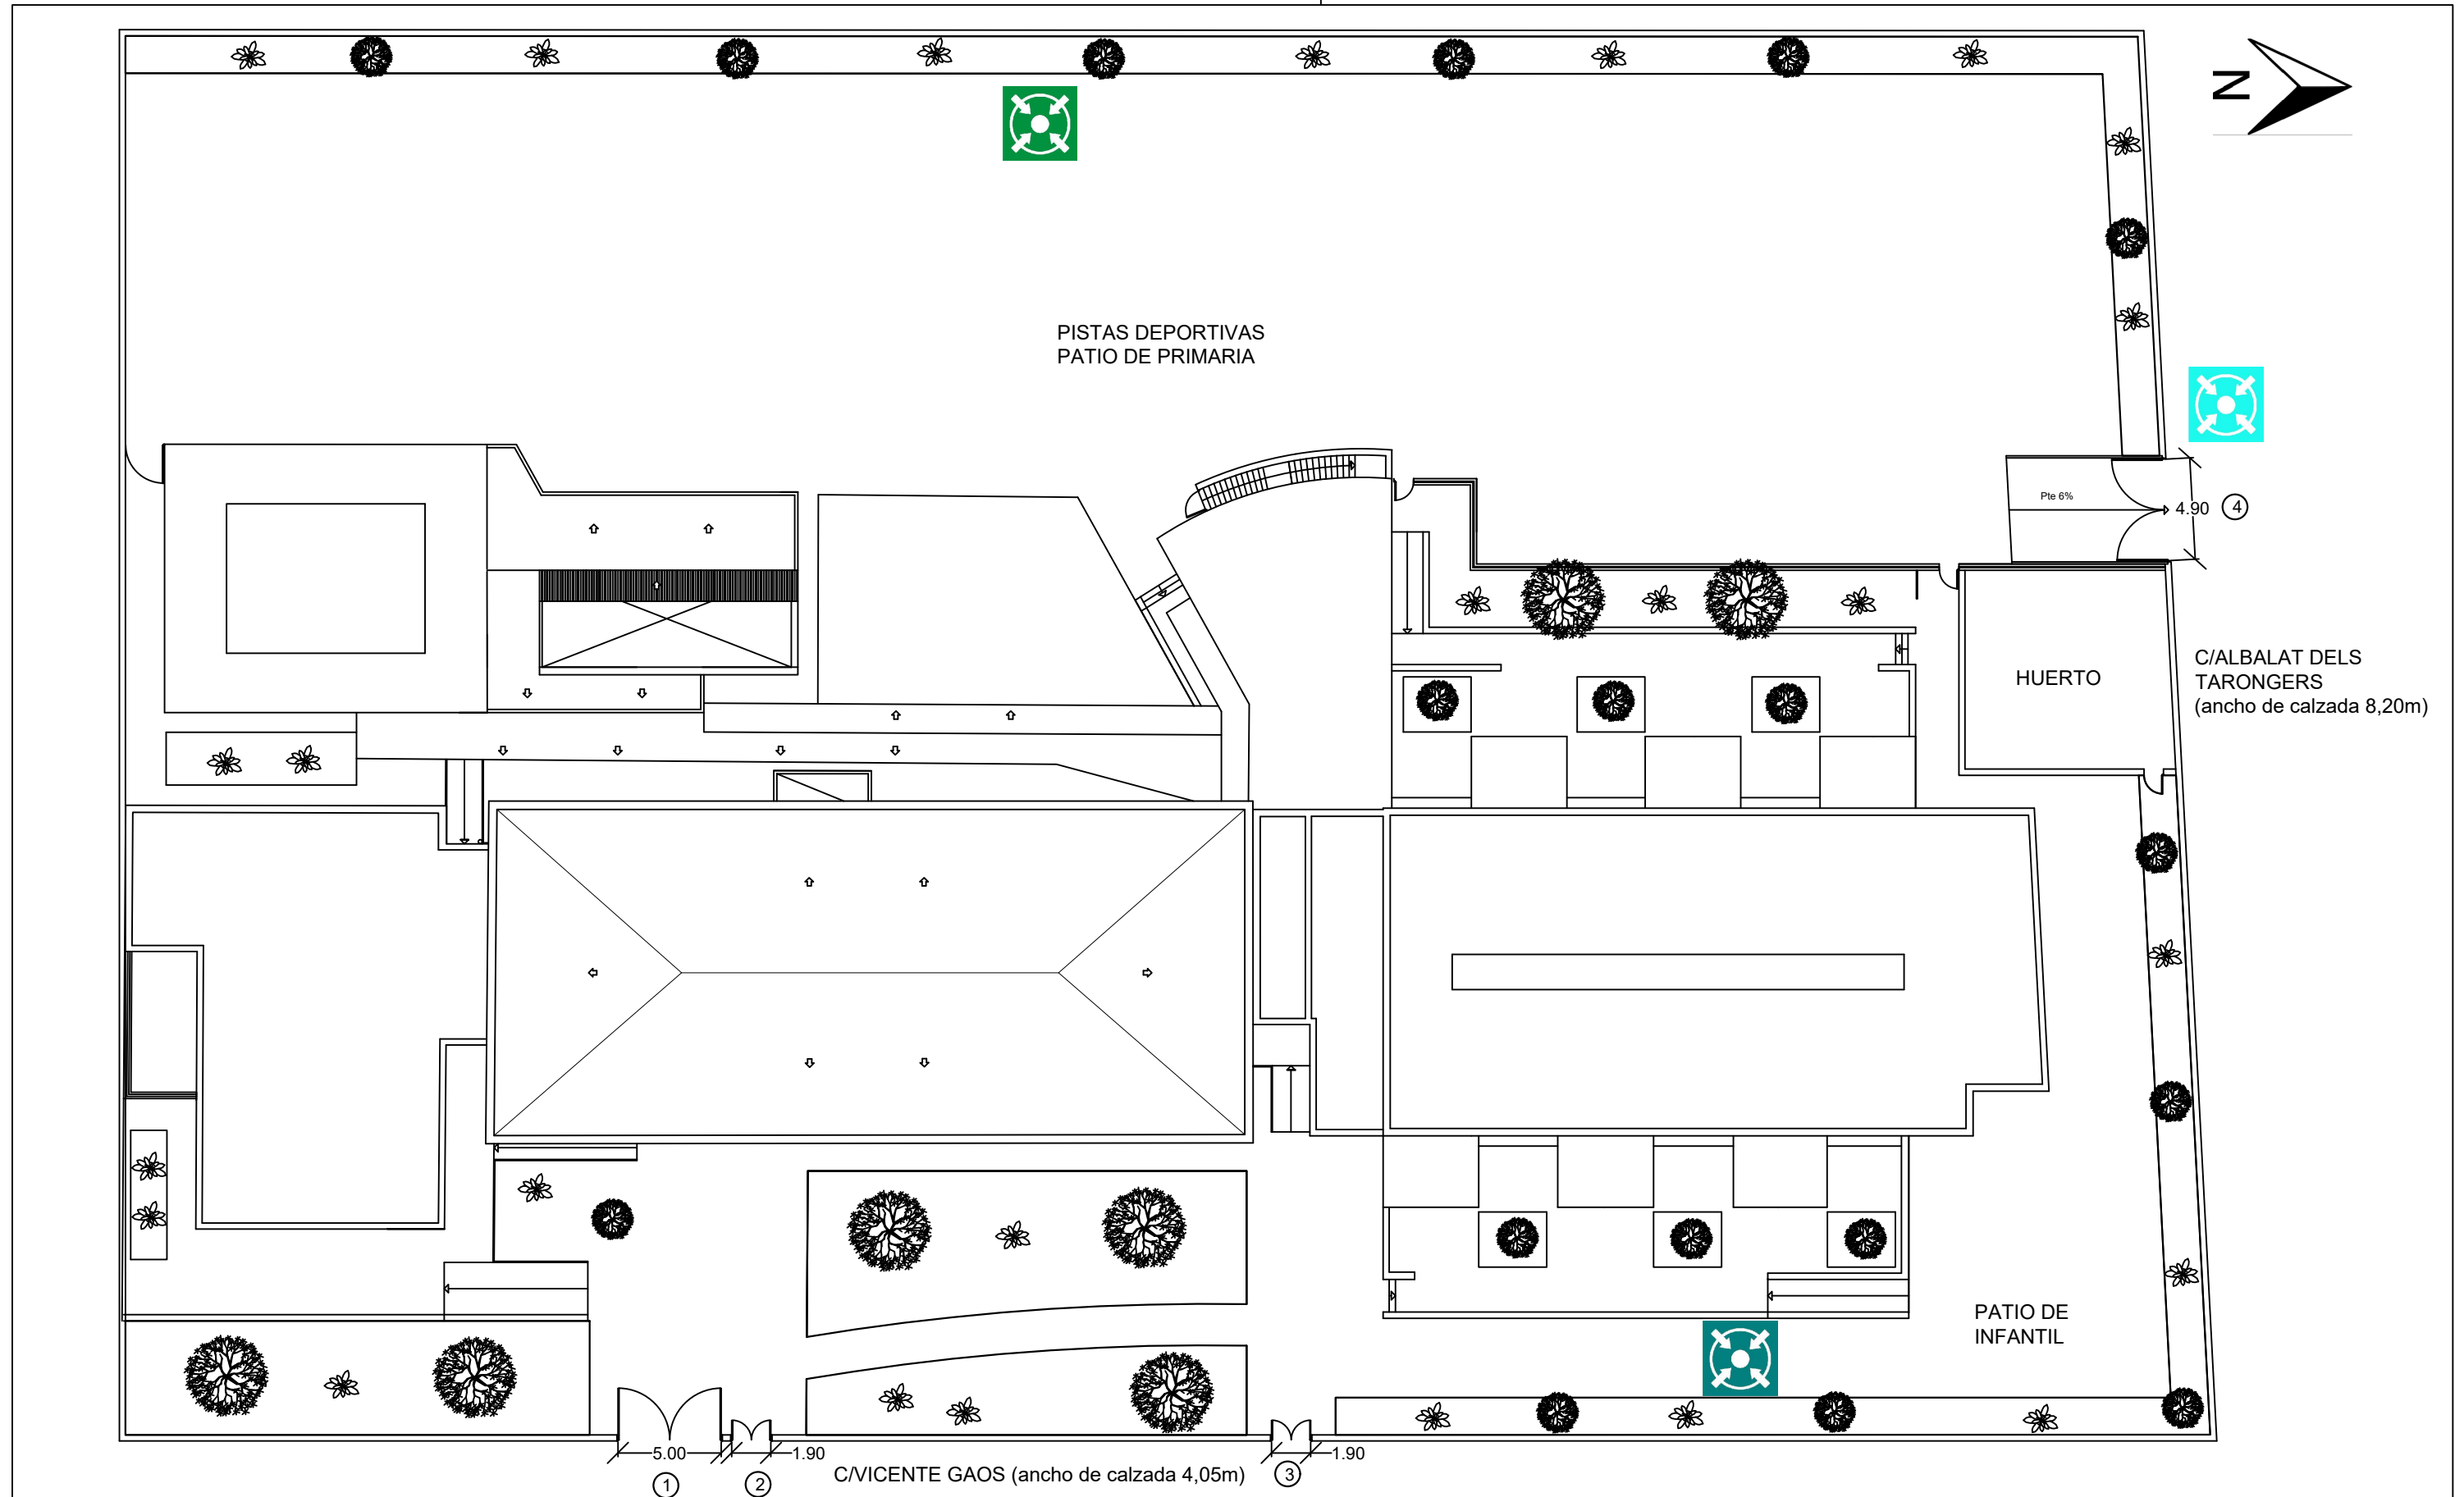 N
PISTAS DEPORTIVAS
PATIO DE PRIMARIA
Pte 6%
4.90
4
HUERTO
C/ALBALAT DELS
TARONGERS
(ancho de calzada 8,20m)
PATIO DE
INFANTIL
5.00
1.90
1.90
1
2
C/VICENTE GAOS (ancho de calzada 4,05m)
3